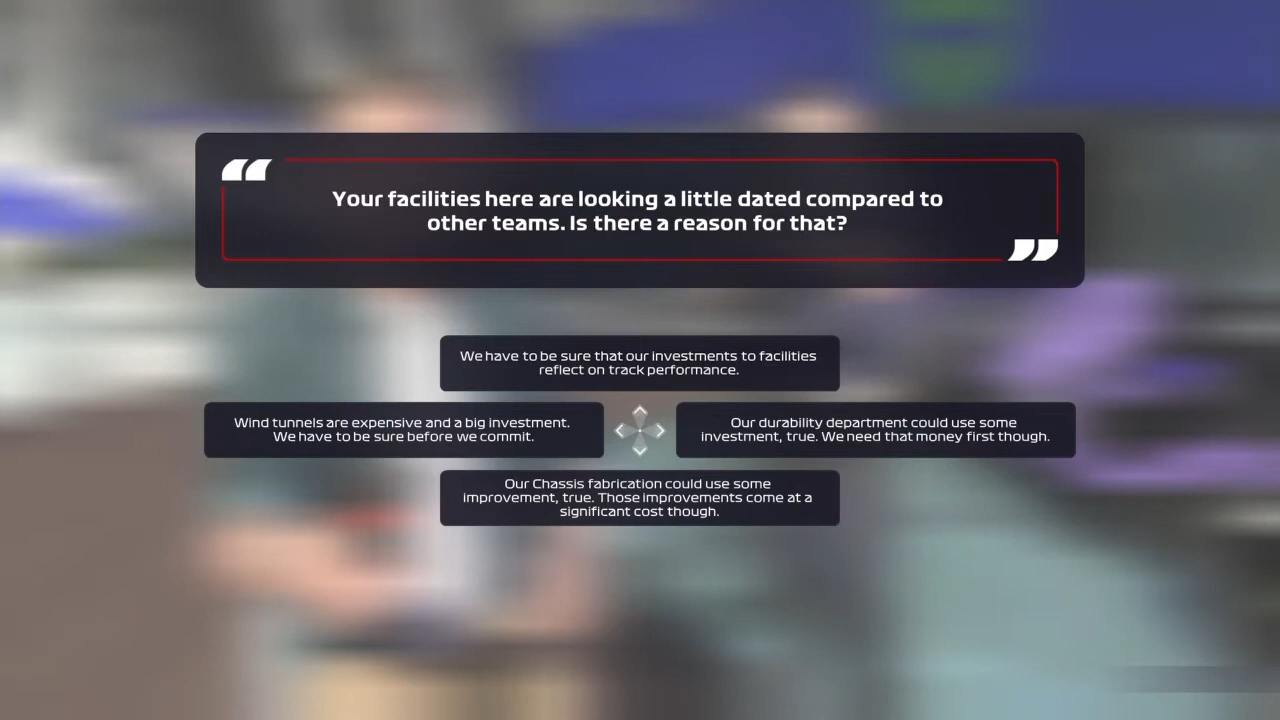 Your facilities here are looking a little dated compared to
other teams. Is there a reason for that?
We have to be sure that our investments to facilities
reflect on track performance.
Wind tunnels are expensive and a big investment.
We have to be sure before we commit.
Our durability department could use some
investment, true. We need that money first though.
Our Chassis fabrication could use some
improvement, true. Those improvements come at a
significant cost though.